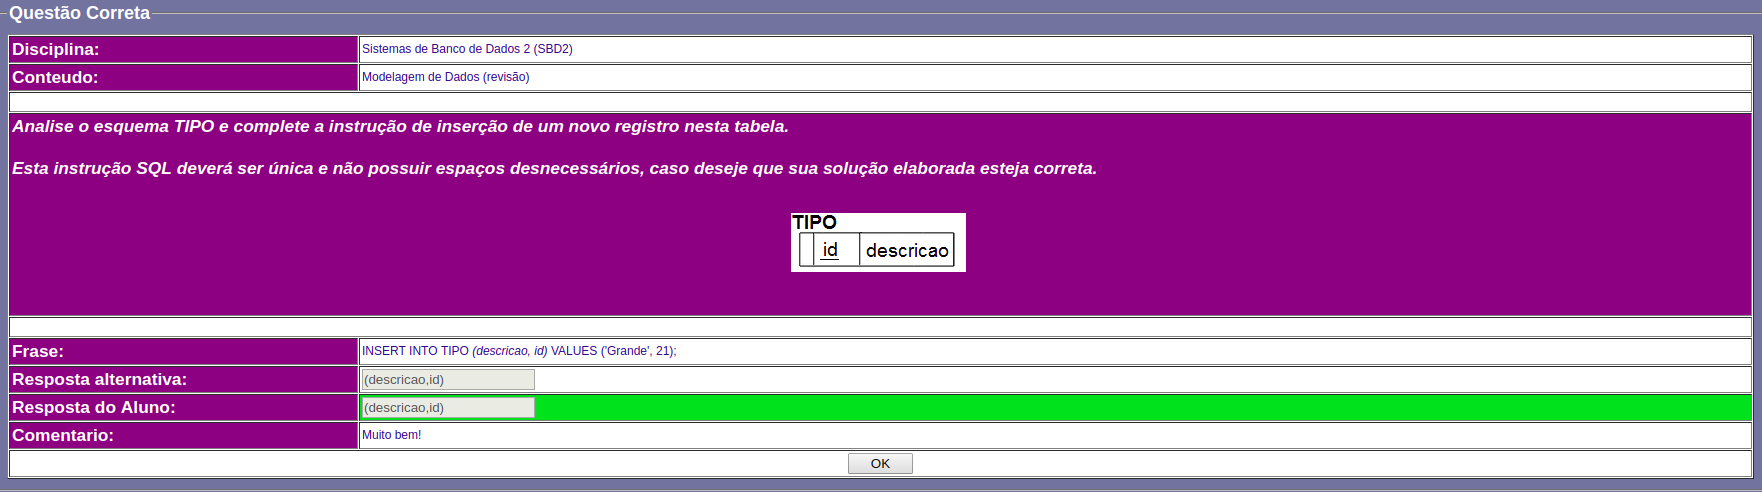 Questão Correta
Disciplina: Sistemas de Banco de Dados 2 (SBD2)
Conteudo: Modelagem de Dados (revisão)
Analise o esquema TIPO e complete a instrução de inserção de um novo registro nesta tabela.
Esta instrução SQL deverá ser única e não possuir espaços desnecessários, caso deseje que sua solução elaborada esteja correta.
TIPO
id descricao
Frase: INSERT INTO TIPO (descricao, id) VALUES ('Grande', 21);
Resposta alternativa: (descricao,id)
Resposta do Aluno: (descricao,id)
Comentario: Muito bem!
OK